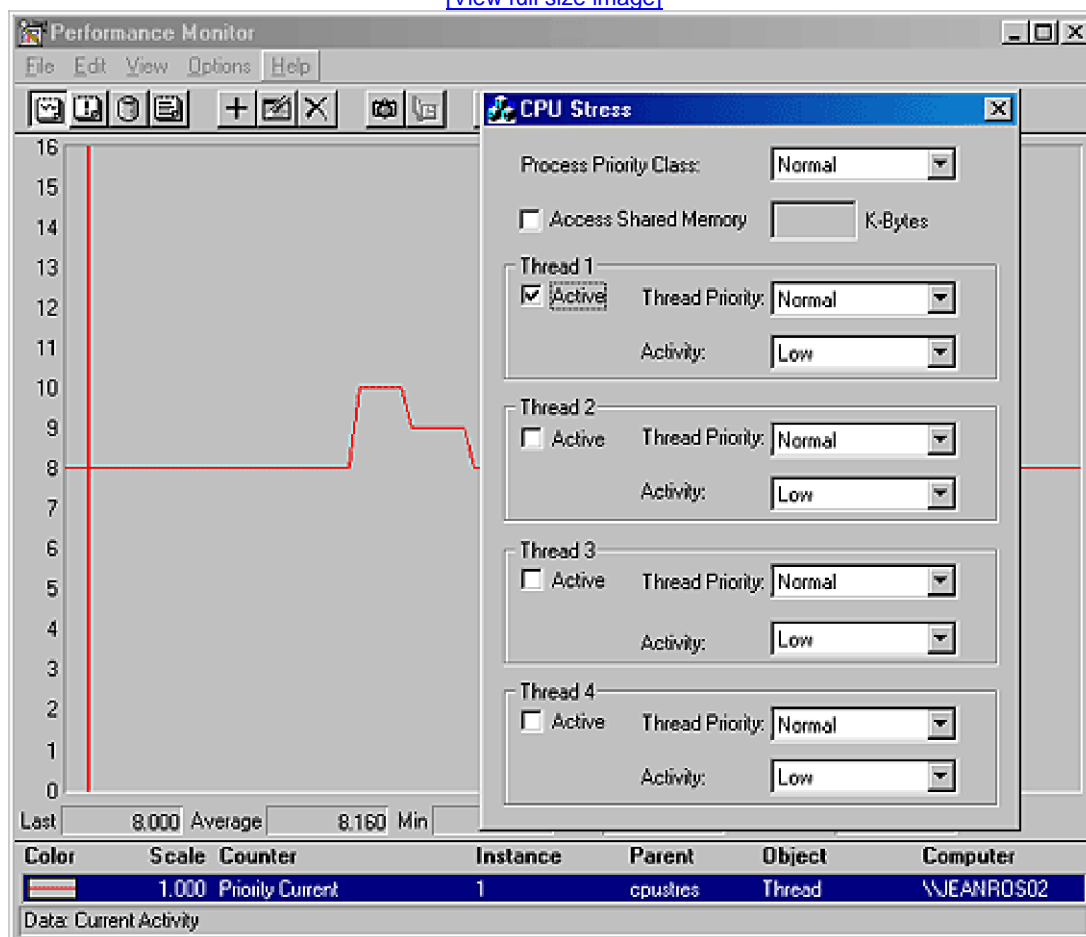 [View full size image]
Performance Monitor
File Edit View Options Help
CPU Stress
Process Priority Class: Normal
Access Shared Memory K-Bytes
Thread 1
Active Thread Priority: Normal
Activity: Low
Thread 2
Active Thread Priority: Normal
Activity: Low
Thread 3
Active Thread Priority: Normal
Activity: Low
Thread 4
Active Thread Priority: Normal
Activity: Low
16
15
14
13
12
11
10
9
8
7
6
5
4
3
2
1
0
Last 8.000 Average 8.160 Min
Color Scale Counter Instance Parent Object Computer
1.000 Priority Current 1 cpustres Thread \\JEANROS02
Data: Current Activity